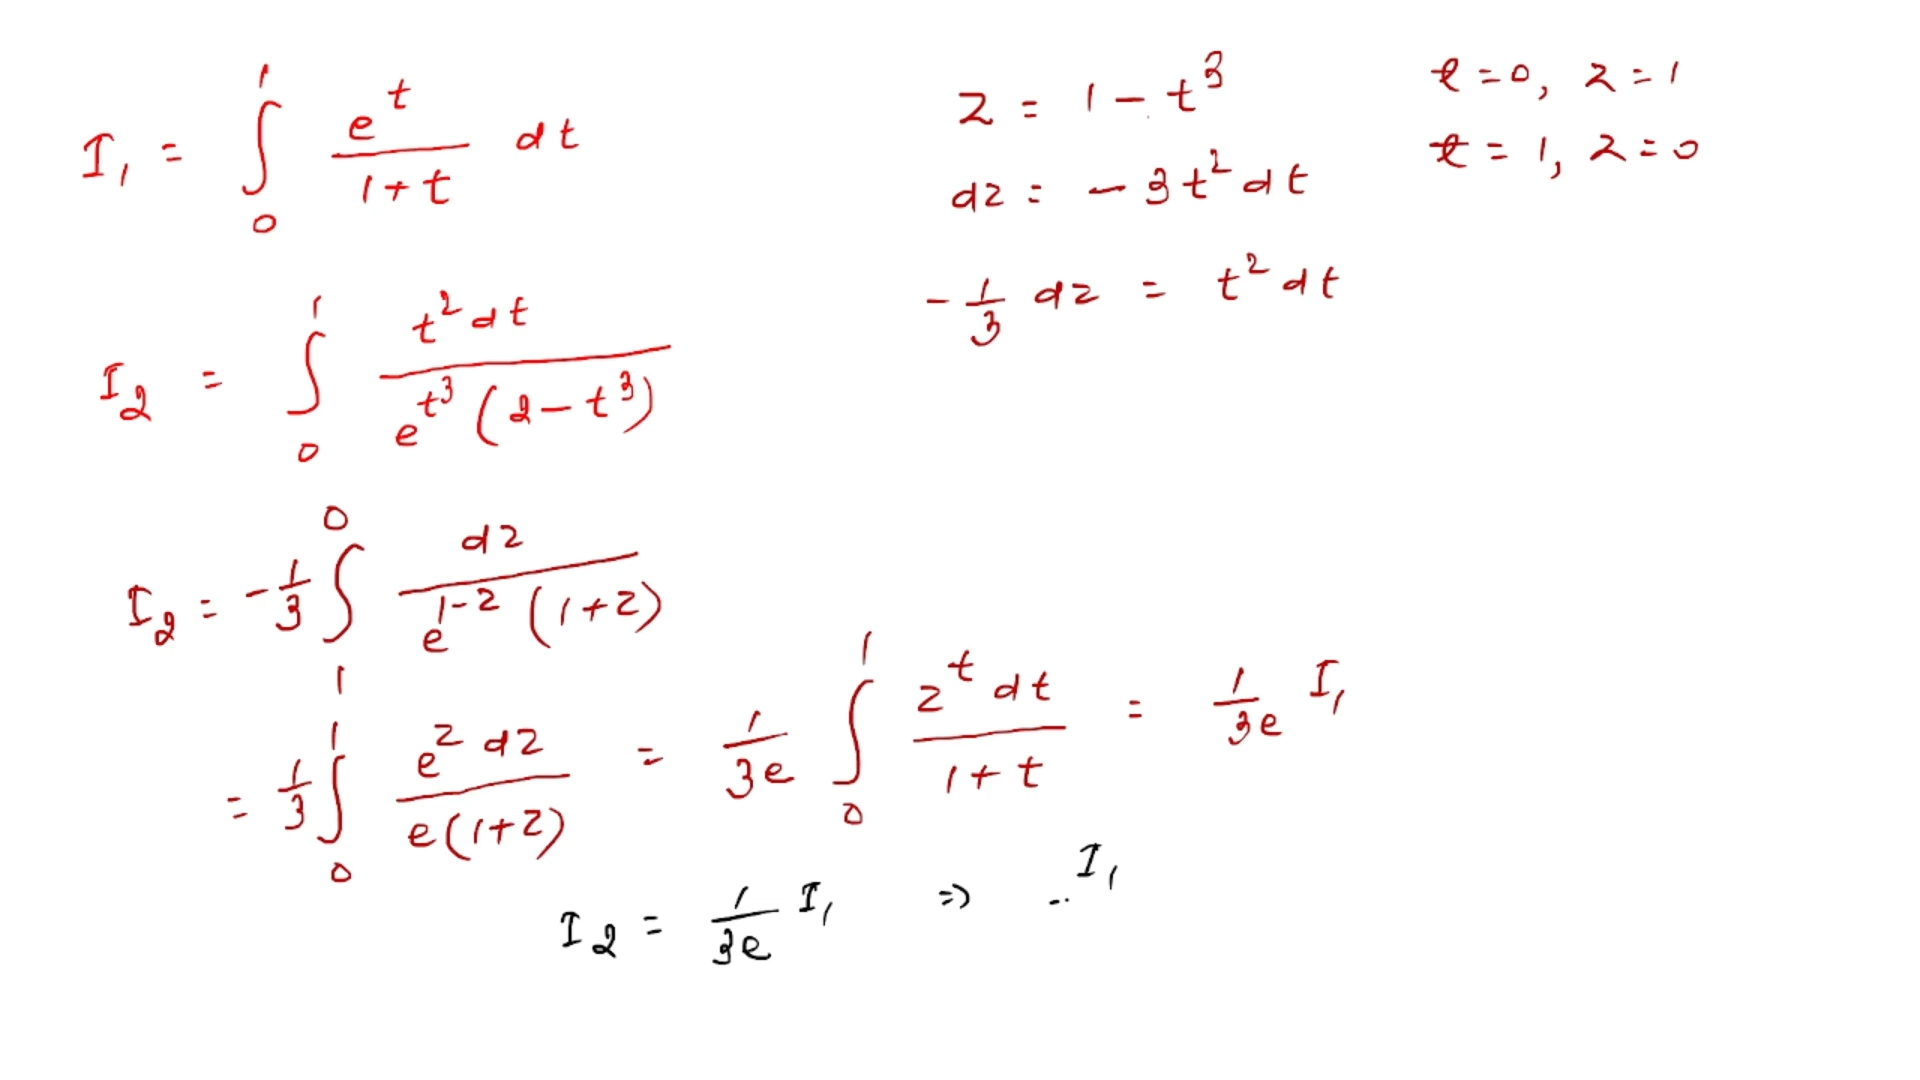 I₁ = ∫₀¹ e^t / (1+t) dt
z = 1 - t³
dz = -3t² dt
-1/3 dz = t² dt
t=0, z=1
t=1, z=0
I₂ = ∫₀¹ t² dt / (e^(t³) (2-t³))
I₂ = -1/3 ∫₁⁰ dz / (e^(1-z) (1+z))
= 1/3 ∫₀¹ e^z dz / (e(1+z)) = 1/(3e) ∫₀¹ z^t dt / (1+t) = 1/(3e) I₁
I₂ = 1/(3e) I₁ ⇒ I₁